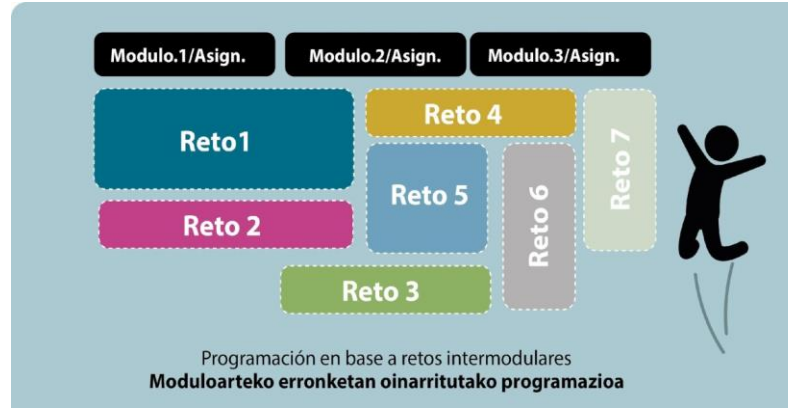 Modulo.1/Asign.
Modulo.2/Asign.
Modulo.3/Asign.
Reto1
Reto 4
Reto 7
Reto 5
Reto 6
Reto 2
Reto 3
Programación en base a retos intermodulares
Moduloarteko erronketan oinarritutako programazioa